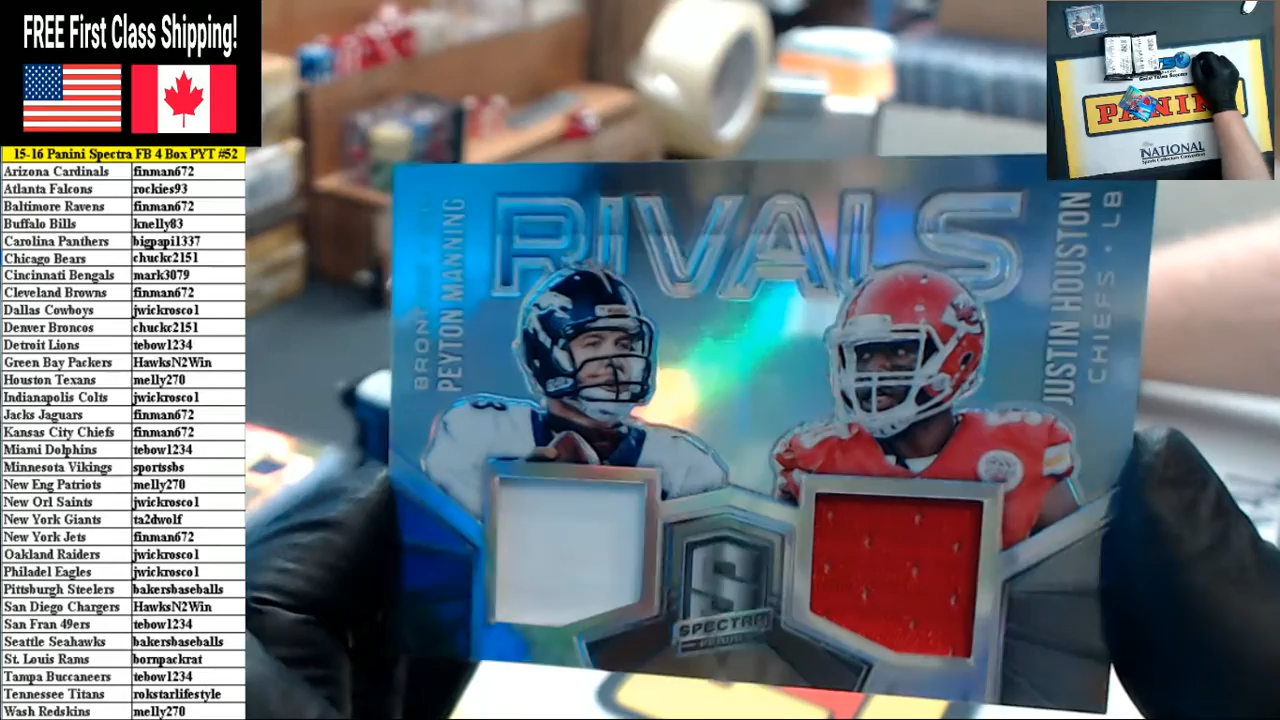 FREE First Class Shipping!
15-16 Panini Spectra FB 4 Box PYT #52
Arizona Cardinals finman672
Atlanta Falcons rockies93
Baltimore Ravens finman672
Buffalo Bills knelly83
Carolina Panthers bigpapi1337
Chicago Bears chuckc2151
Cincinnati Bengals mark3079
Cleveland Browns finman672
Dallas Cowboys jwickrosco1
Denver Broncos chuckc2151
Detroit Lions tebow1234
Green Bay Packers HawksN2Win
Houston Texans melly270
Indianapolis Colts jwickrosco1
Jacks Jaguars finman672
Kansas City Chiefs finman672
Miami Dolphins tebow1234
Minnesota Vikings sportssbs
New Eng Patriots melly270
New Orl Saints jwickrosco1
New York Giants ta2dwolf
New York Jets finman672
Oakland Raiders jwickrosco1
Philadel Eagles jwickrosco1
Pittsburgh Steelers bakersbaseballs
San Diego Chargers HawksN2Win
San Fran 49ers tebow1234
Seattle Seahawks bakersbaseballs
St. Louis Rams bornpackrat
Tampa Buccaneers tebow1234
Tennessee Titans rokstarlifestyle
Wash Redskins melly270
RIVALS
PEYTON MANNING
JUSTIN HOUSTON
CHIEFS • LB
S
SPECTRA
PANINI
NATIONAL